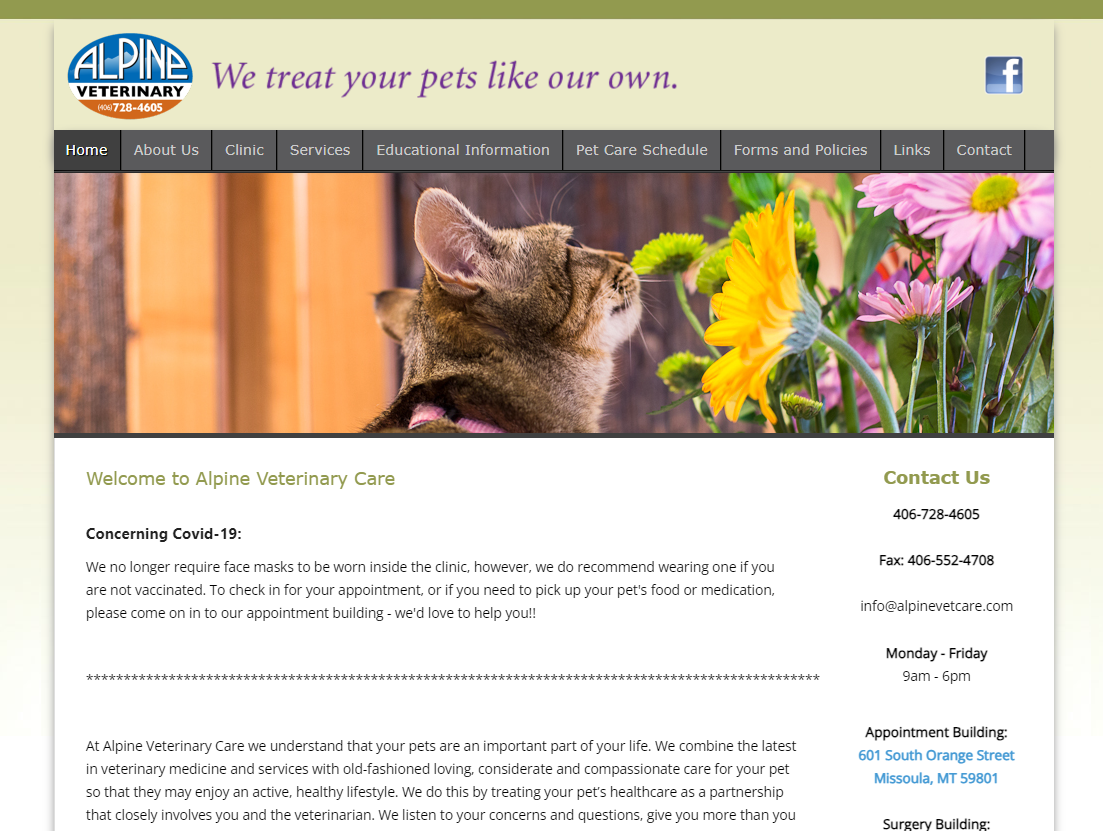 ALPINE
VETERINARY
(406)728-4605
We treat your pets like our own.
f
Home About Us Clinic Services Educational Information Pet Care Schedule Forms and Policies Links Contact
Welcome to Alpine Veterinary Care
Concerning Covid-19:
We no longer require face masks to be worn inside the clinic, however, we do recommend wearing one if you
are not vaccinated. To check in for your appointment, or if you need to pick up your pet's food or medication,
please come on in to our appointment building - we'd love to help you!!
**************************************************************************************************
At Alpine Veterinary Care we understand that your pets are an important part of your life. We combine the latest
in veterinary medicine and services with old-fashioned loving, considerate and compassionate care for your pet
so that they may enjoy an active, healthy lifestyle. We do this by treating your pet’s healthcare as a partnership
that closely involves you and the veterinarian. We listen to your concerns and questions, give you more than you
Contact Us
406-728-4605
Fax: 406-552-4708
info@alpinevetcare.com
Monday - Friday
9am - 6pm
Appointment Building:
601 South Orange Street
Missoula, MT 59801
Surgery Building: